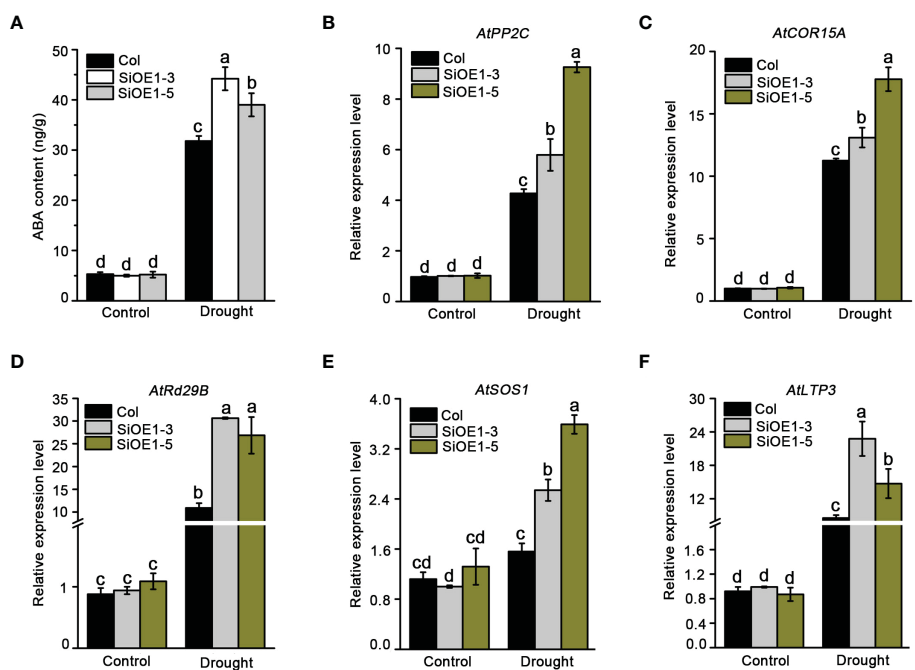 A
Col
SiOE1-3
SiOE1-5
ABA content (ng/g)
50
40
30
20
10
5
0
d d d
c a b
Control Drought
B
AtPP2C
Col
SiOE1-3
SiOE1-5
Relative expression level
10
8
6
4
2
1
0
d d d
c b a
Control Drought
C
AtCOR15A
Col
SiOE1-3
SiOE1-5
Relative expression level
20
15
10
5
1
0
d d d
c b a
Control Drought
D
AtRd29B
Col
SiOE1-3
SiOE1-5
Relative expression level
35
30
25
20
15
10
1
0
c c c
b a a
Control Drought
E
AtSOS1
Col
SiOE1-3
SiOE1-5
Relative expression level
4.0
3.2
2.4
1.6
0.8
0.0
cd d cd
c b a
Control Drought
F
AtLTP3
Col
SiOE1-3
SiOE1-5
Relative expression level
30
24
18
12
1.2
0.8
0.4
0.0
d d d
c a b
Control Drought